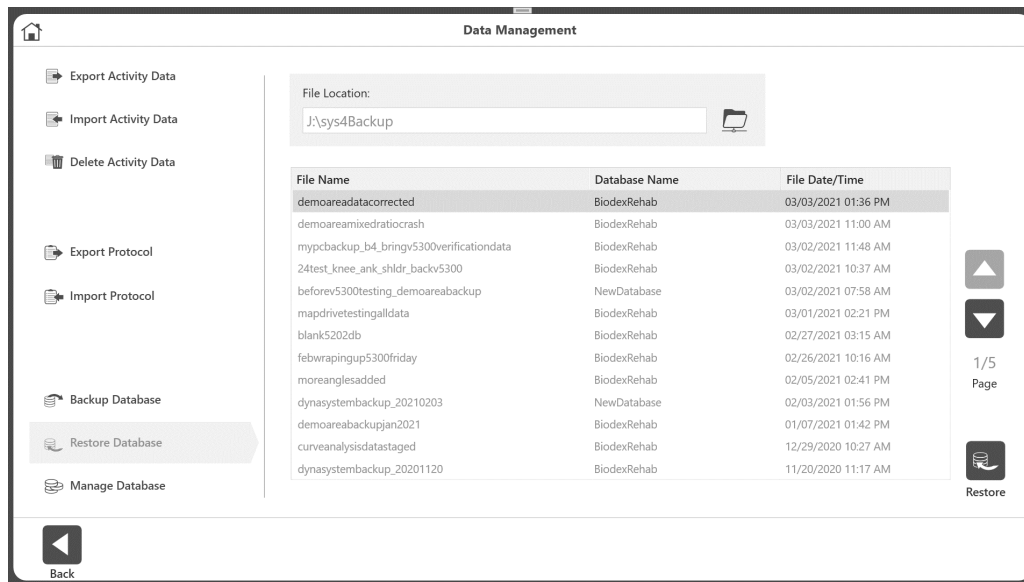 Data Management
Export Activity Data
Import Activity Data
Delete Activity Data
Export Protocol
Import Protocol
Backup Database
Restore Database
Manage Database
File Location:
J:\sys4Backup
File Name Database Name File Date/Time
demoareadatacorrected BiodexRehab 03/03/2021 01:36 PM
demoareamixedratiocrash BiodexRehab 03/03/2021 11:00 AM
mypcbackup_b4_bringv5300verificationdata BiodexRehab 03/02/2021 11:48 AM
24test_knee_ank_shldr_backv5300 BiodexRehab 03/02/2021 10:37 AM
beforev5300testing_demoareabackup NewDatabase 03/02/2021 07:58 AM
mapdrivetestingalldata BiodexRehab 03/01/2021 02:21 PM
blank5202db BiodexRehab 02/27/2021 03:15 AM
febwrapingup5300friday BiodexRehab 02/26/2021 10:16 AM
moreanglesadded BiodexRehab 02/05/2021 02:41 PM
dynasystembackup_20210203 NewDatabase 02/03/2021 01:56 PM
demoareabackupjan2021 BiodexRehab 01/07/2021 01:42 PM
curveanalysisdatastaged BiodexRehab 12/29/2020 10:27 AM
dynasystembackup_20201120 BiodexRehab 11/20/2020 11:17 AM
1/5
Page
Restore
Back